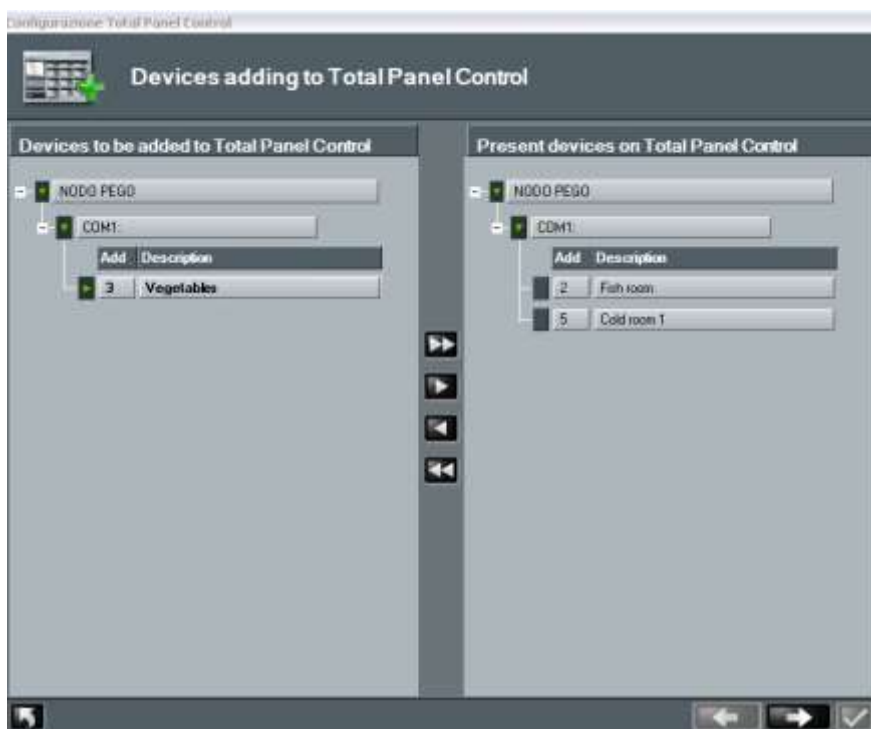 Configurazione Total Panel Control
Devices adding to Total Panel Control
Devices to be added to Total Panel Control
NODO PEGO
COM1:
Add Description
3 Vegetables
Present devices on Total Panel Control
NODO PEGO
COM1:
Add Description
2 Fish room
5 Cold room 1